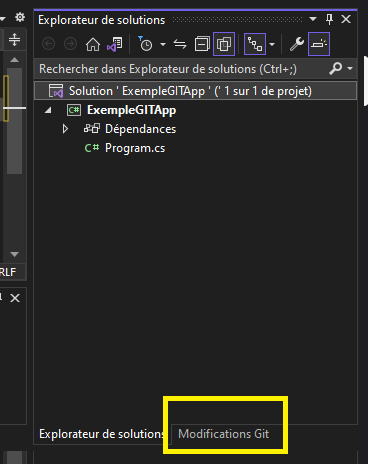 Explorateur de solutions
Rechercher dans Explorateur de solutions (Ctrl+;)
Solution ' ExempleGITApp ' (' 1 sur 1 de projet)
C# ExempleGITApp
Dépendances
C# Program.cs
RLF
Explorateur de solutions
Modifications Git